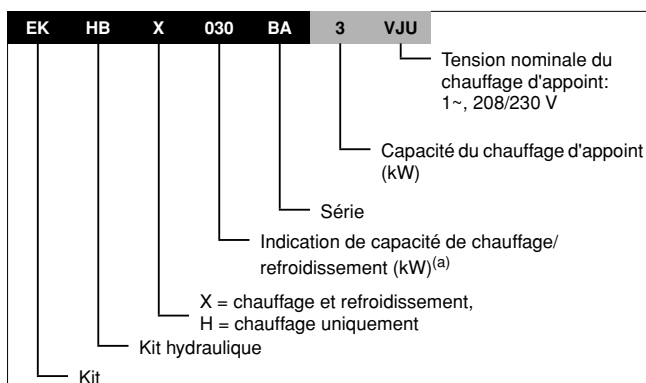 EK HB X 030 BA 3 VJU
Tension nominale du
chauffage d'appoint:
1~, 208/230 V
Capacité du chauffage d'appoint
(kW)
Série
Indication de capacité de chauffage/
refroidissement (kW)(a)
X = chauffage et refroidissement,
H = chauffage uniquement
Kit hydraulique
Kit